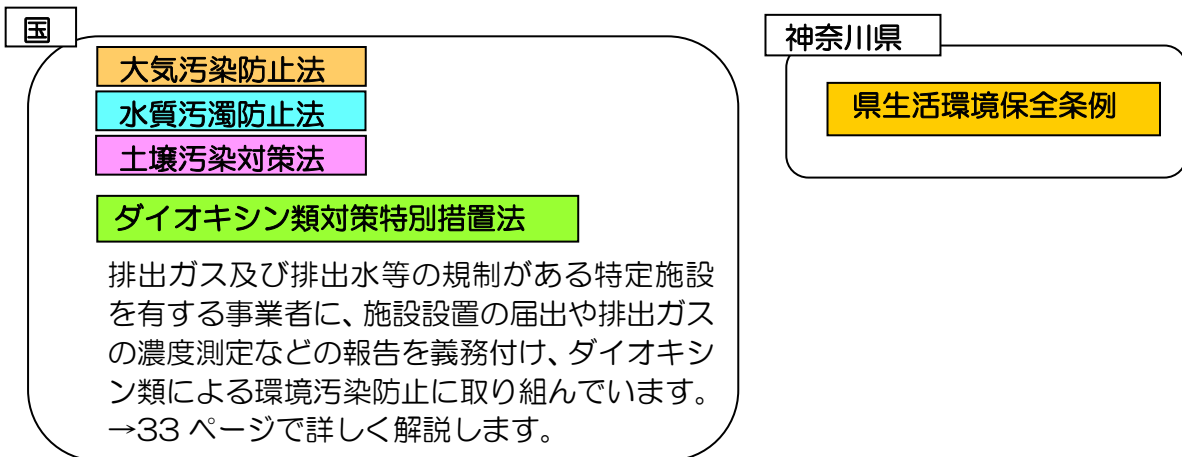 国
大気汚染防止法
水質汚濁防止法
土壌汚染対策法
ダイオキシン類対策特別措置法
排出ガス及び排出水等の規制がある特定施設
を有する事業者に、施設設置の届出や排出ガス
の濃度測定などの報告を義務付け、ダイオキシ
ン類による環境汚染防止に取り組んでいます。
→33 ページで詳しく解説します。
神奈川県
県生活環境保全条例